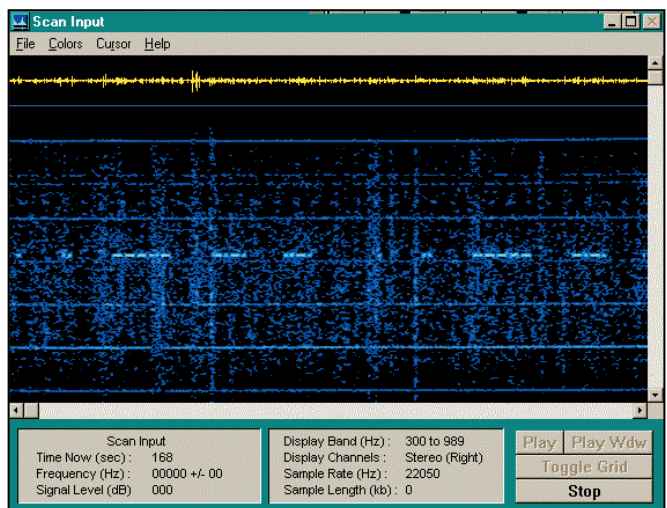 Scan Input
File Colors Cursor Help
Scan Input
Time Now (sec) : 168
Frequency (Hz) : 00000 +/- 00
Signal Level (dB) 000
Display Band (Hz) : 300 to 989
Display Channels : Stereo (Right)
Sample Rate (Hz) : 22050
Sample Length (kb) : 0
Play Play Wdw
Toggle Grid
Stop